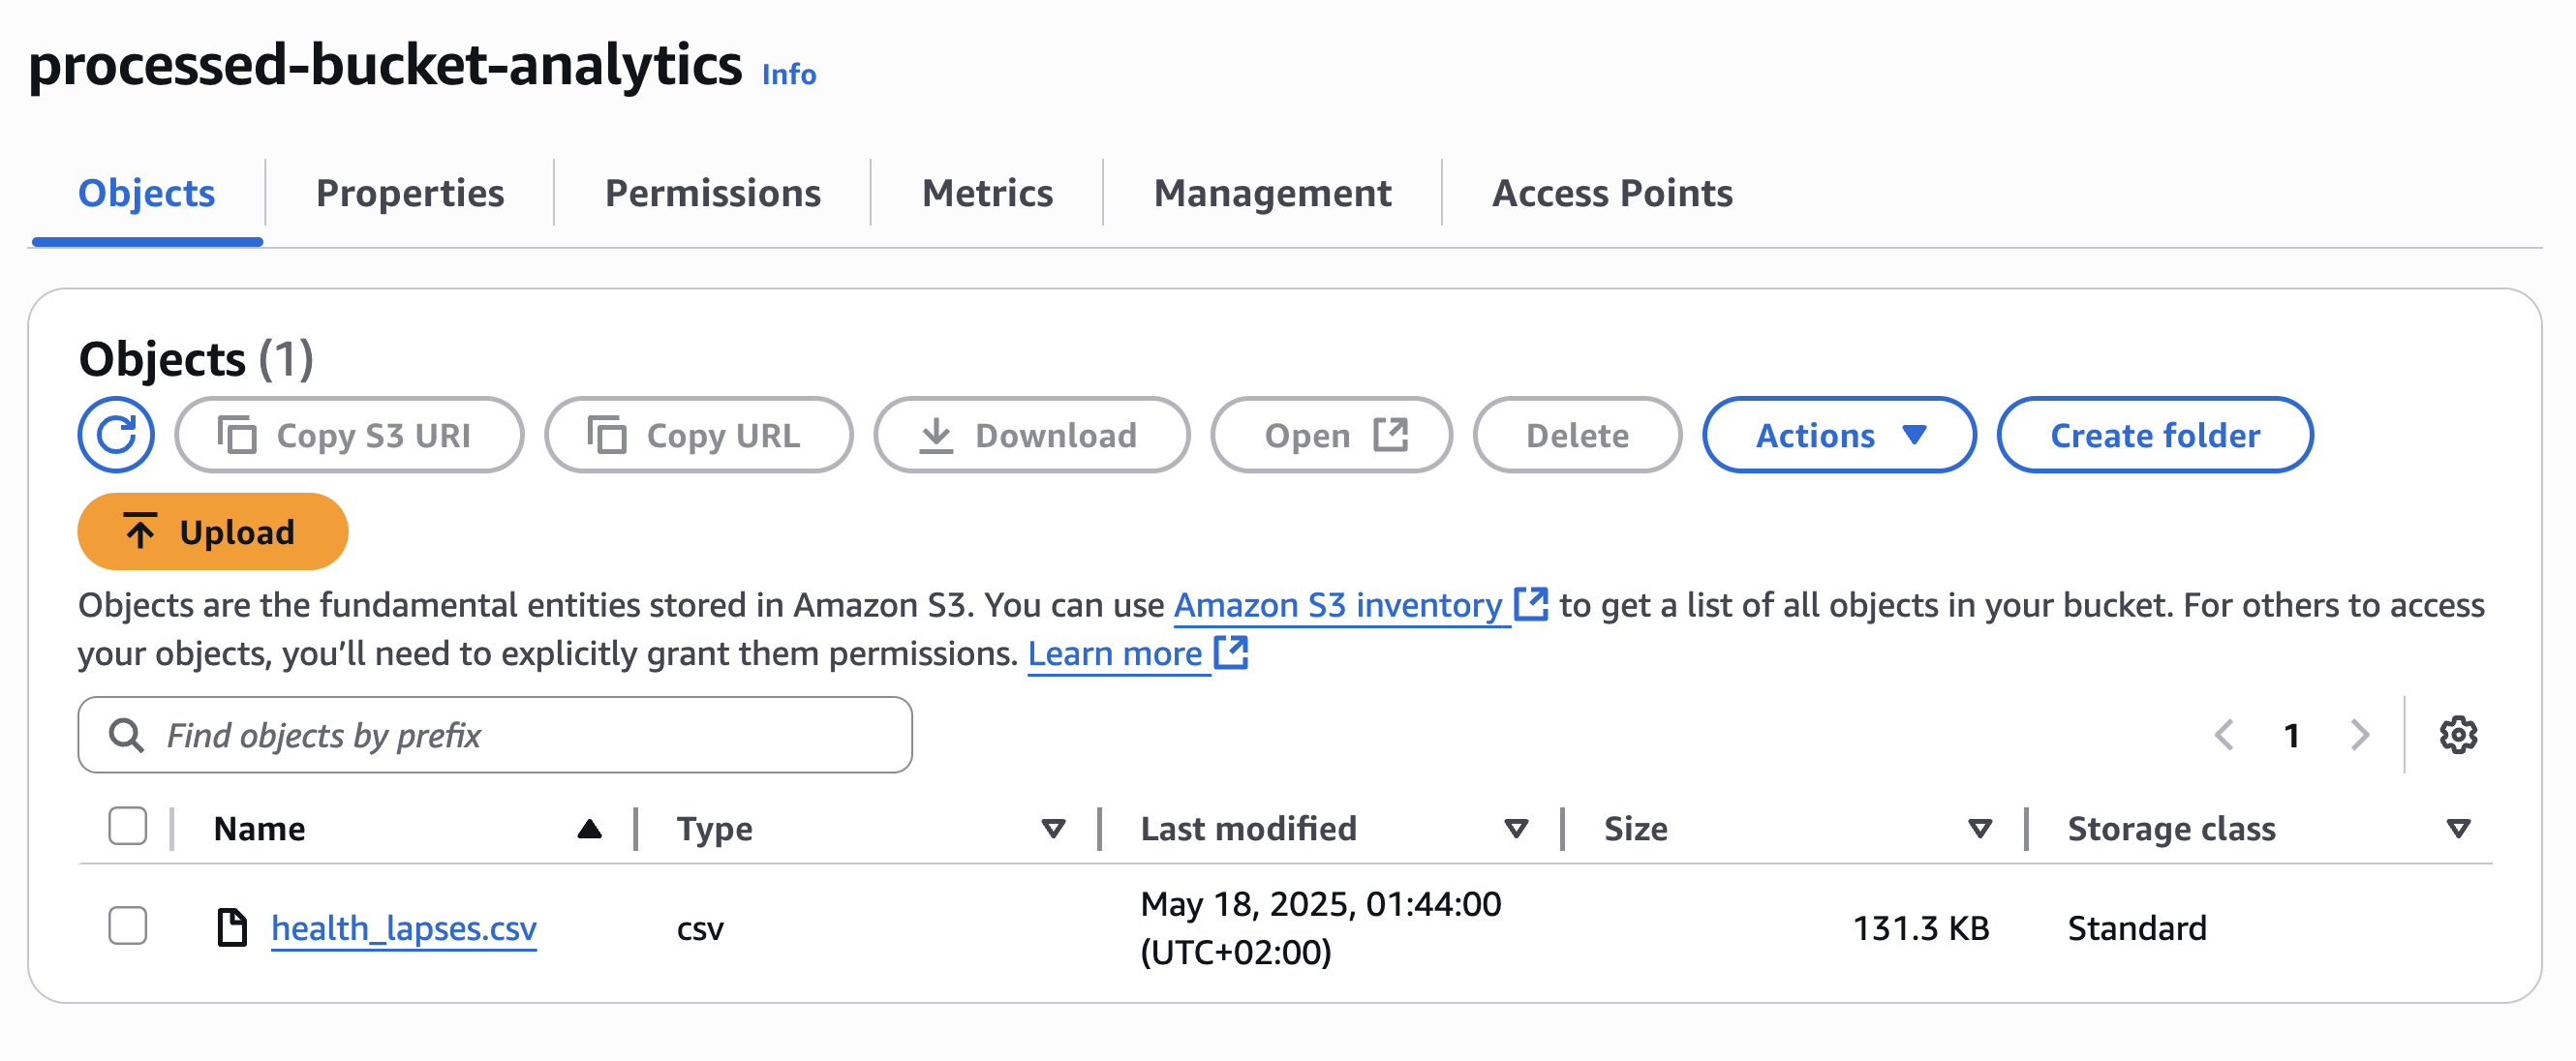 processed-bucket-analytics Info
Objects Properties Permissions Metrics Management Access Points
Objects (1)
Copy S3 URI Copy URL Download Open Delete Actions Create folder
Upload
Objects are the fundamental entities stored in Amazon S3. You can use Amazon S3 inventory to get a list of all objects in your bucket. For others to access
your objects, you’ll need to explicitly grant them permissions. Learn more
Find objects by prefix 1
Name Type Last modified Size Storage class
health_lapses.csv csv May 18, 2025, 01:44:00 131.3 KB Standard
(UTC+02:00)